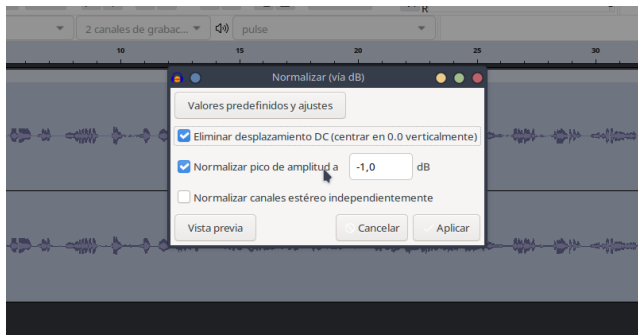 R
2 canales de grabac...
pulse
10 15 20 25 30
Normalizar (vía dB)
Valores predefinidos y ajustes
Eliminar desplazamiento DC (centrar en 0.0 verticalmente)
Normalizar pico de amplitud a -1,0 dB
Normalizar canales estéreo independientemente
Vista previa Cancelar Aplicar